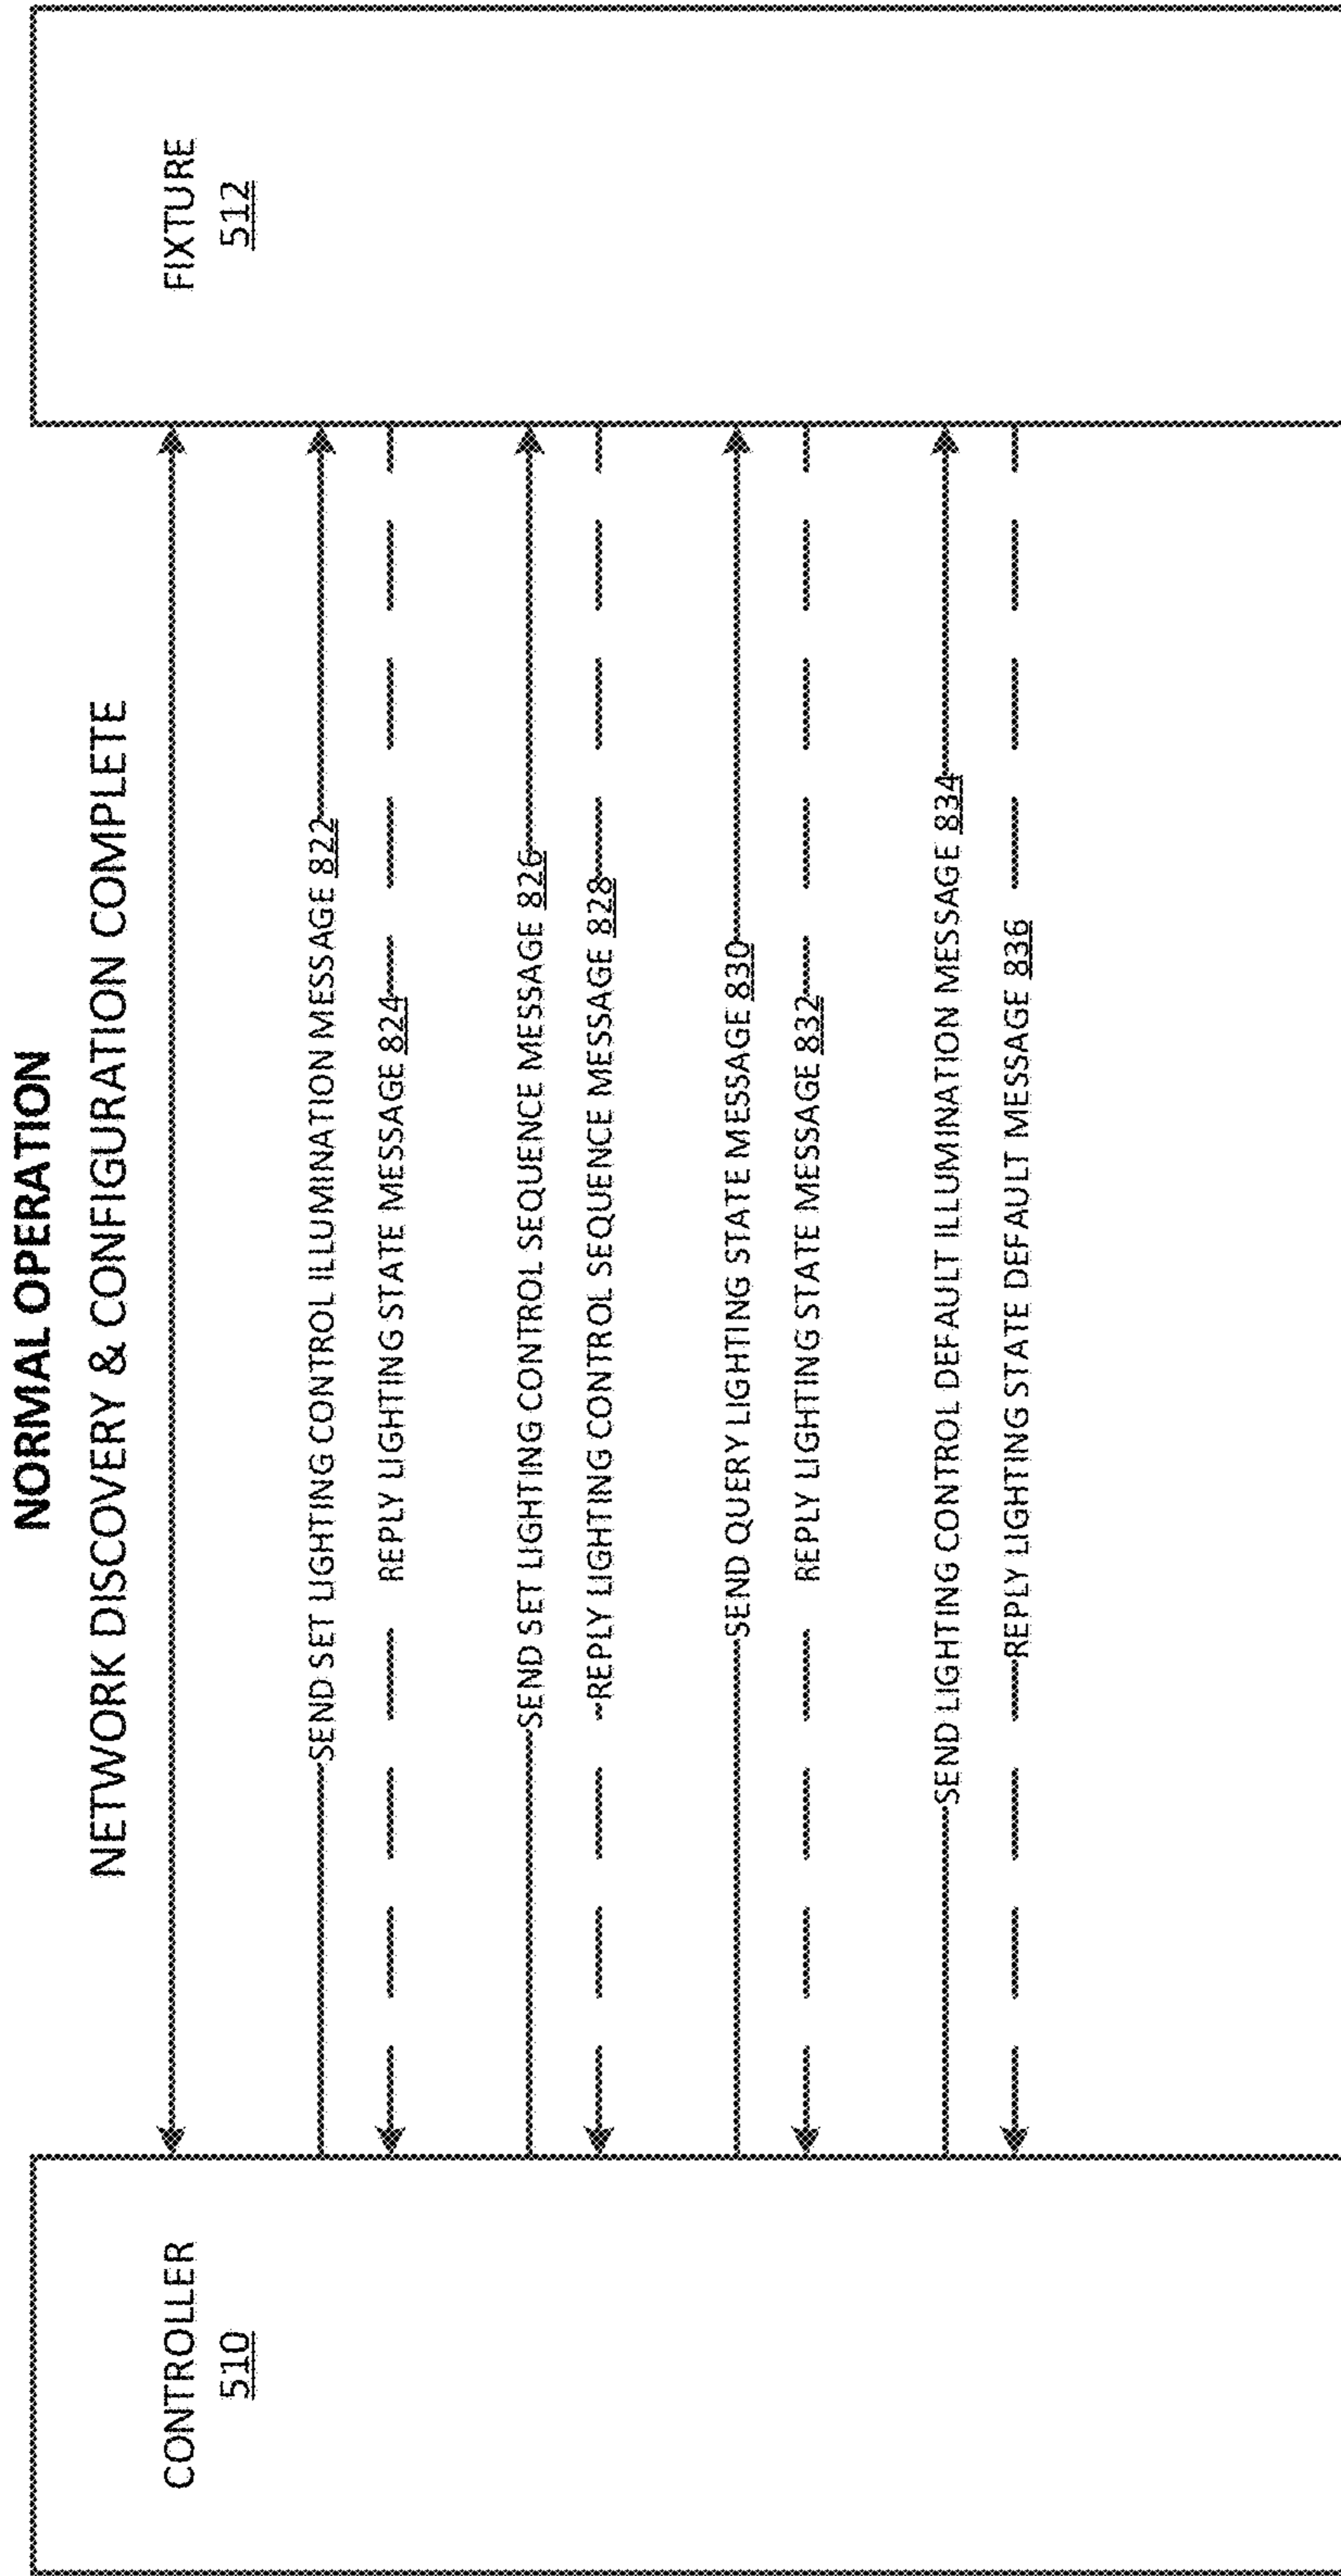 NORMAL OPERATION
NETWORK DISCOVERY & CONFIGURATION COMPLETE
CONTROLLER
510
FIXTURE
512
SEND SET LIGHTING CONTROL ILLUMINATION MESSAGE 822
REPLY LIGHTING STATE MESSAGE 824
SEND SET LIGHTING CONTROL SEQUENCE MESSAGE 826
REPLY LIGHTING CONTROL SEQUENCE MESSAGE 828
SEND QUERY LIGHTING STATE MESSAGE 830
REPLY LIGHTING STATE MESSAGE 832
SEND LIGHTING CONTROL DEFAULT ILLUMINATION MESSAGE 834
REPLY LIGHTING STATE DEFAULT MESSAGE 836